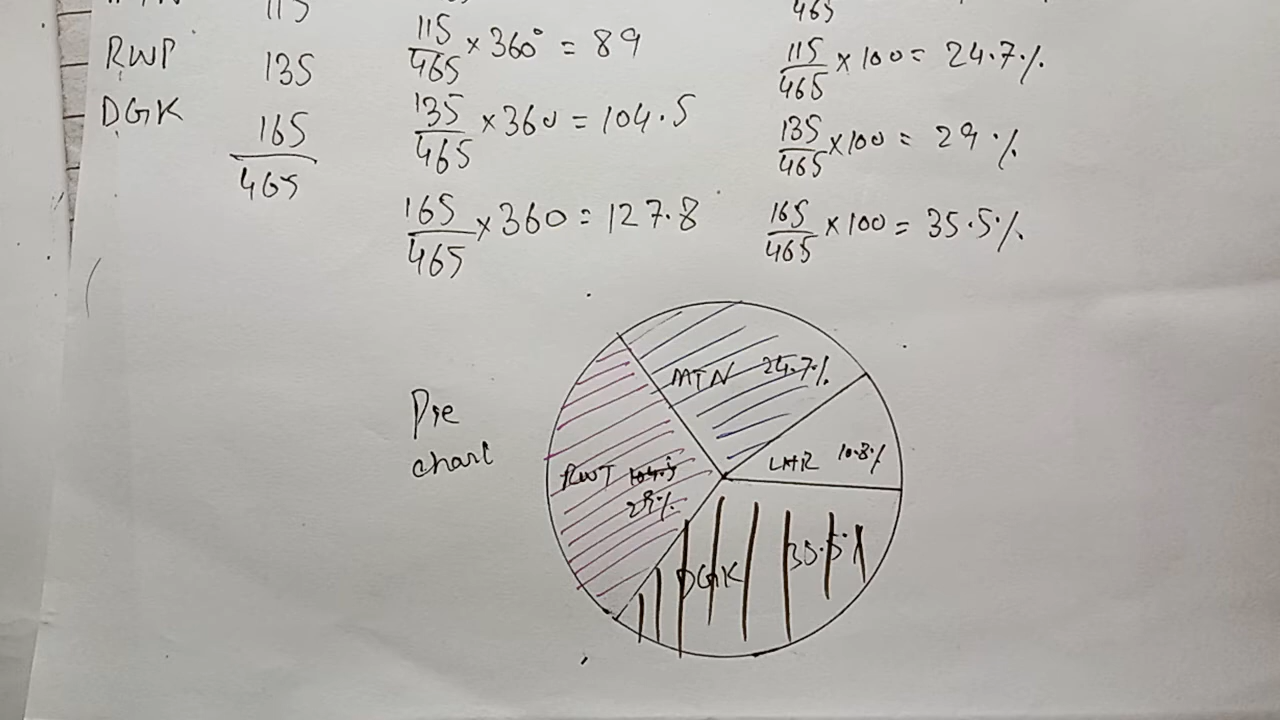 115
465
RWP 135 115/465 × 360° = 89 115/465 × 100 = 24.7%
DGK 165 135/465 × 360 = 104.5 135/465 × 100 = 29%
465
165/465 × 360 = 127.8 165/465 × 100 = 35.5%
Pie
chart
MTN 24.7%
LHR 10.8%
RWT 104.5
29%
DGK 35.5%